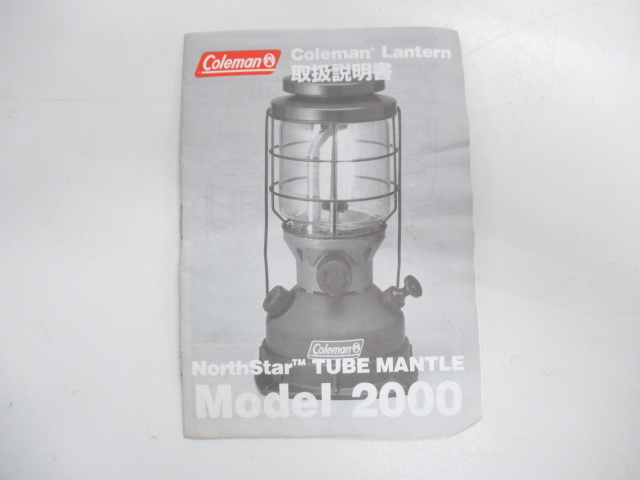 Coleman
Coleman® Lantern
取扱説明書
Coleman
NorthStar™ TUBE MANTLE
Model 2000